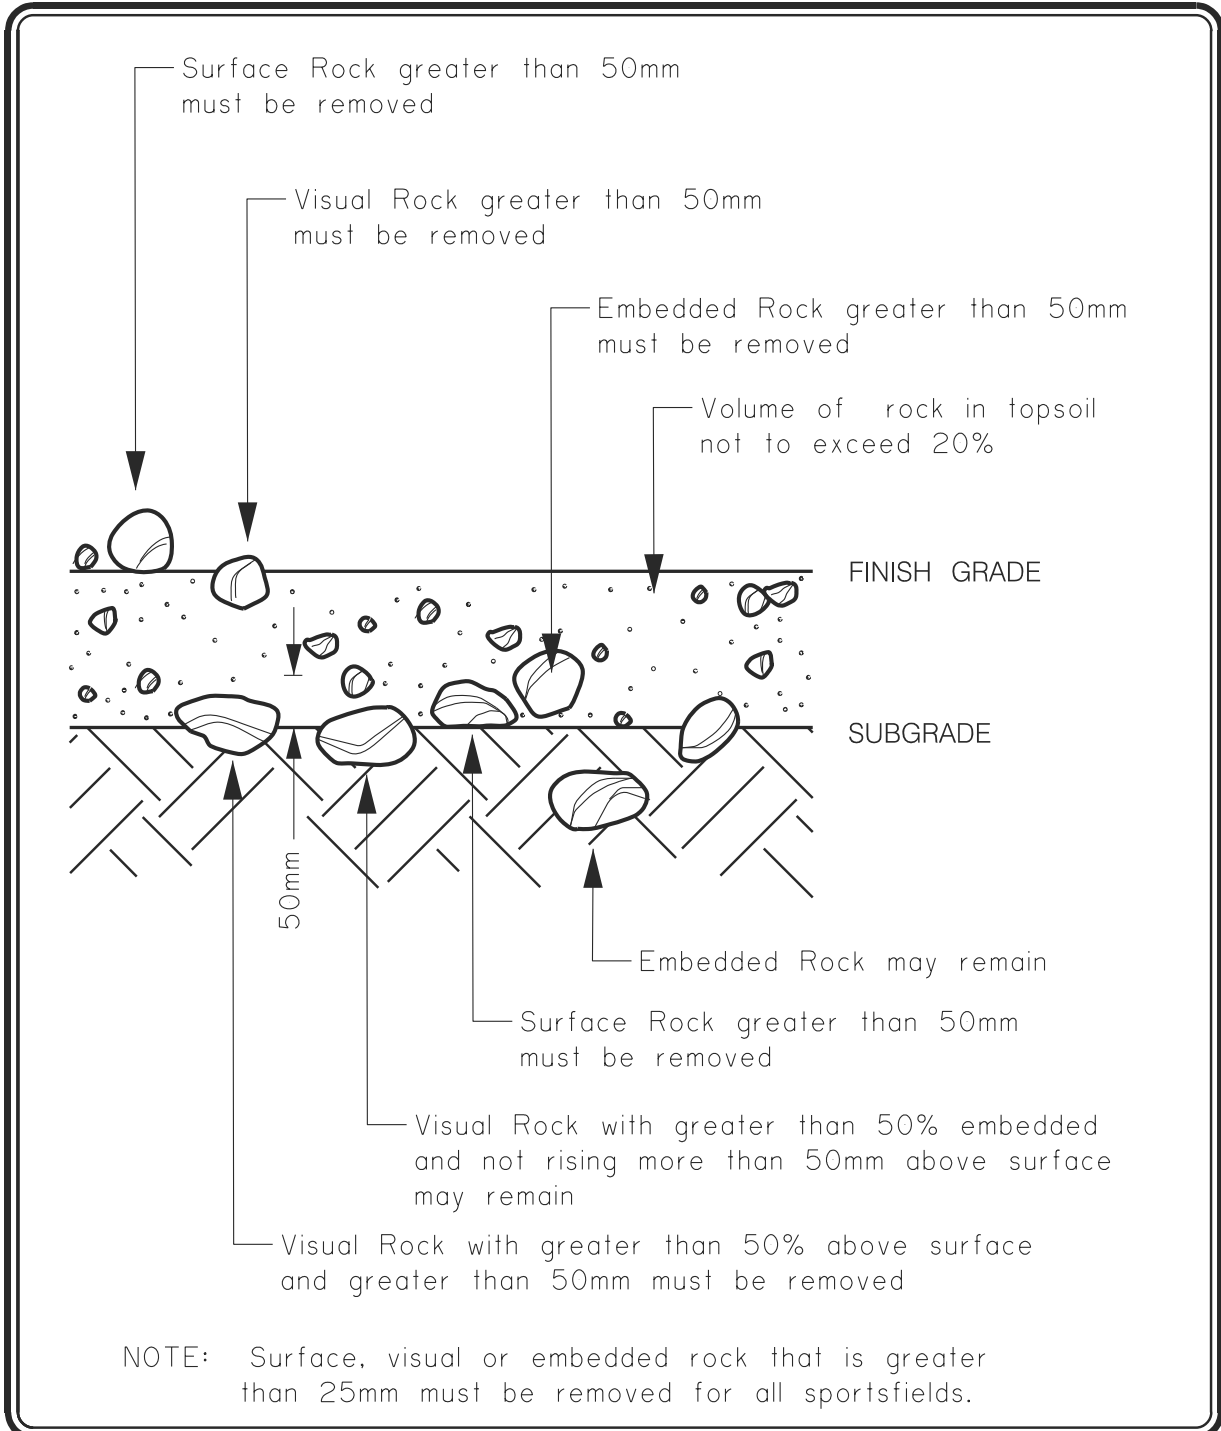 Surface Rock greater than 50mm
must be removed
Visual Rock greater than 50mm
must be removed
Embedded Rock greater than 50mm
must be removed
Volume of rock in topsoil
not to exceed 20%
FINISH GRADE
SUBGRADE
50mm
Embedded Rock may remain
Surface Rock greater than 50mm
must be removed
Visual Rock with greater than 50% embedded
and not rising more than 50mm above surface
may remain
Visual Rock with greater than 50% above surface
and greater than 50mm must be removed
NOTE: Surface, visual or embedded rock that is greater
than 25mm must be removed for all sportsfields.